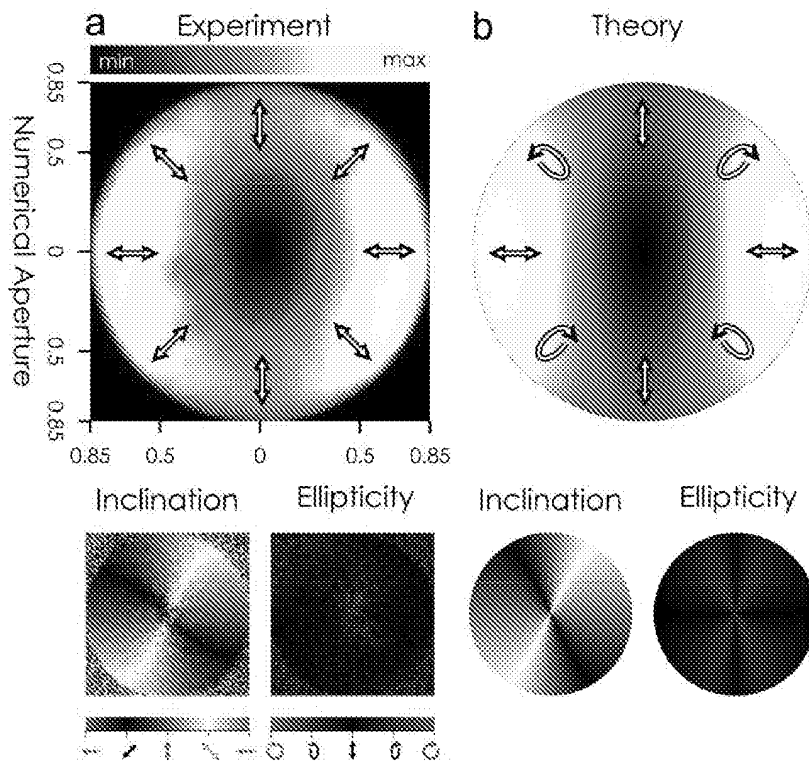 a Experiment
b Theory
min max
0.85
0.5
0
0.5
0.85
Numerical Aperture
0.85 0.5 0 0.5 0.85
Inclination Ellipticity
Inclination Ellipticity